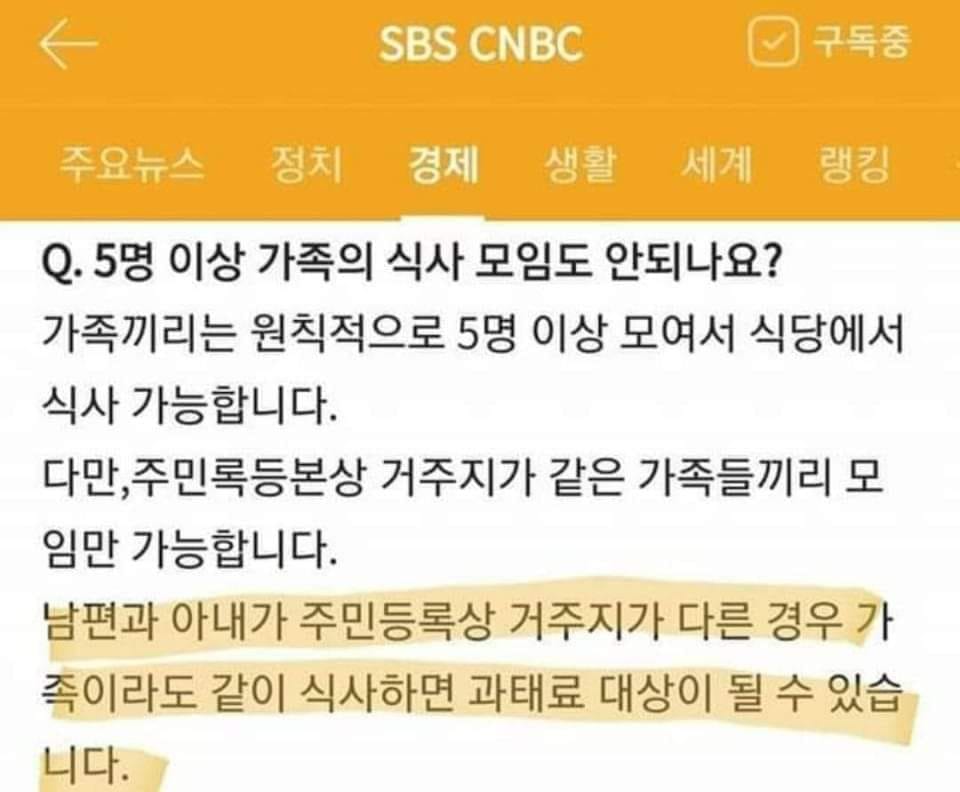 SBS CNBC
구독중
주요뉴스 정치 경제 생활 세계 랭킹
Q. 5명 이상 가족의 식사 모임도 안되나요?
가족끼리는 원칙적으로 5명 이상 모여서 식당에서
식사 가능합니다.
다만,주민록등본상 거주지가 같은 가족들끼리 모
임만 가능합니다.
남편과 아내가 주민등록상 거주지가 다른 경우 가
족이라도 같이 식사하면 과태료 대상이 될 수 있습
니다.